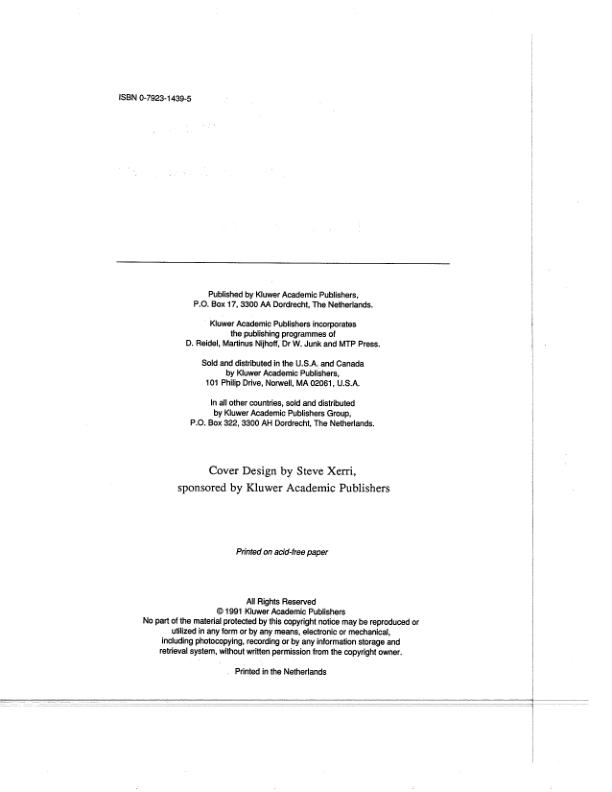 ISBN 0-7923-1439-5
Published by Kluwer Academic Publishers,
P.O. Box 17, 3300 AA Dordrecht, The Netherlands.
Kluwer Academic Publishers incorporates
the publishing programmes of
D. Reidel, Martinus Nijhoff, Dr W. Junk and MTP Press.
Sold and distributed in the U.S.A. and Canada
by Kluwer Academic Publishers,
101 Philip Drive, Norwell, MA 02061, U.S.A.
In all other countries, sold and distributed
by Kluwer Academic Publishers Group,
P.O. Box 322, 3300 AH Dordrecht, The Netherlands.
Cover Design by Steve Xerri,
sponsored by Kluwer Academic Publishers
Printed on acid-free paper
All Rights Reserved
© 1991 Kluwer Academic Publishers
No part of the material protected by this copyright notice may be reproduced or
utilized in any form or by any means, electronic or mechanical,
including photocopying, recording or by any information storage and
retrieval system, without written permission from the copyright owner.
Printed in the Netherlands